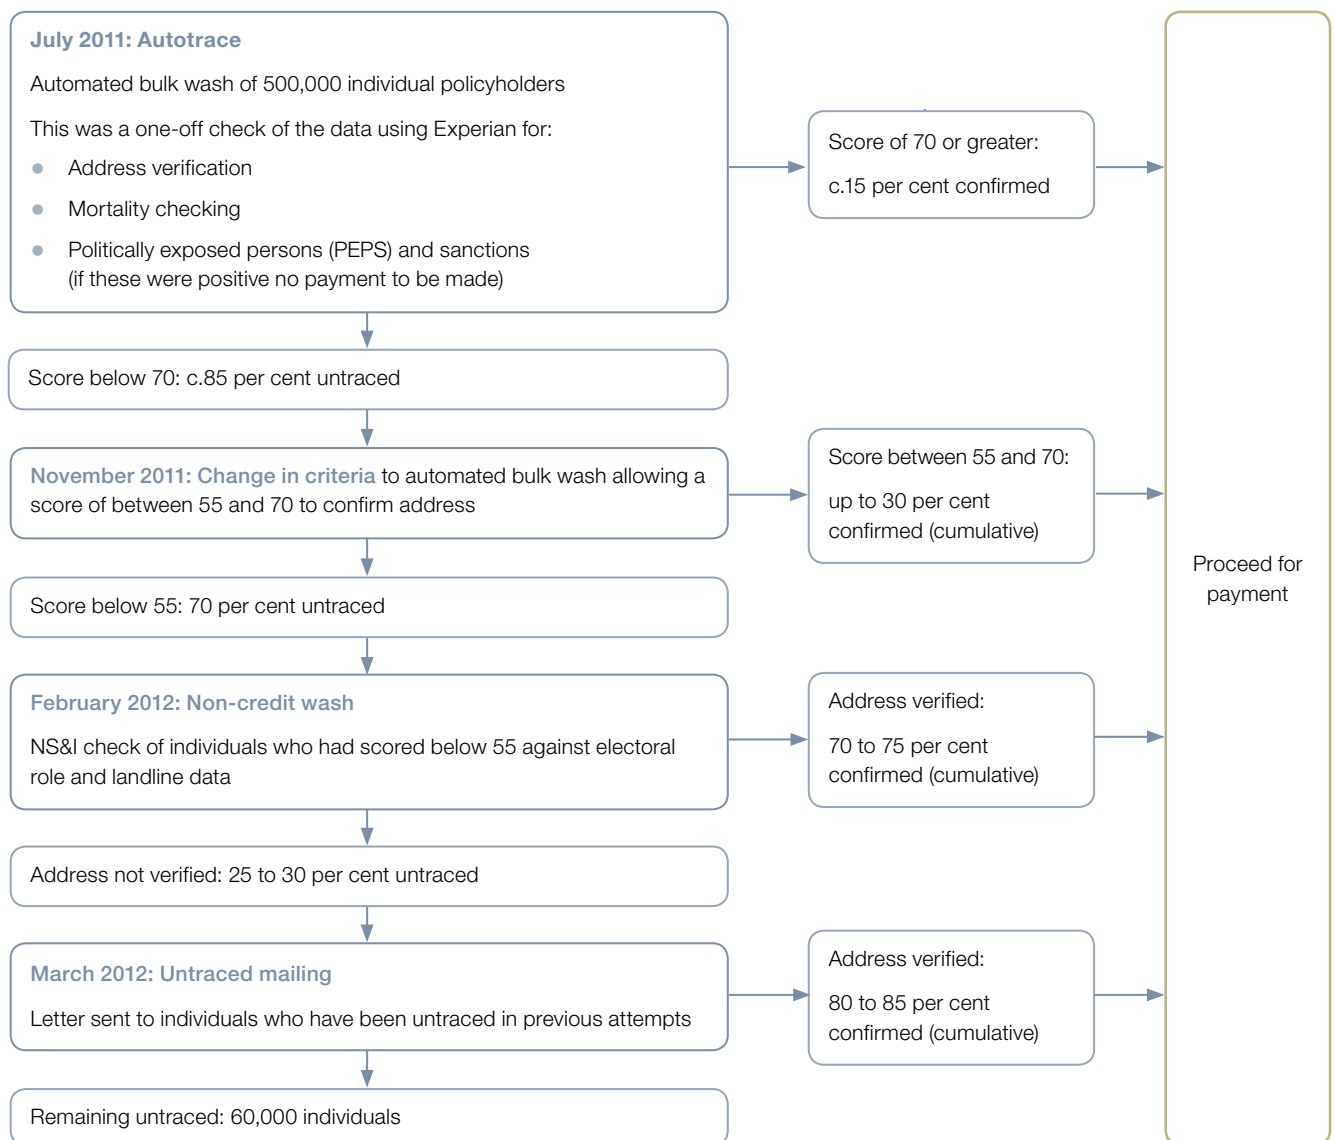 July 2011: Autotrace
Automated bulk wash of 500,000 individual policyholders
This was a one-off check of the data using Experian for:
Address verification
Mortality checking
Politically exposed persons (PEPS) and sanctions
(if these were positive no payment to be made)
Score of 70 or greater:
c.15 per cent confirmed
Score below 70: c.85 per cent untraced
November 2011: Change in criteria to automated bulk wash allowing a
score of between 55 and 70 to confirm address
Score between 55 and 70:
up to 30 per cent
confirmed (cumulative)
Score below 55: 70 per cent untraced
February 2012: Non-credit wash
NS&I check of individuals who had scored below 55 against electoral
role and landline data
Address verified:
70 to 75 per cent
confirmed (cumulative)
Address not verified: 25 to 30 per cent untraced
March 2012: Untraced mailing
Letter sent to individuals who have been untraced in previous attempts
Address verified:
80 to 85 per cent
confirmed (cumulative)
Remaining untraced: 60,000 individuals
Proceed for
payment